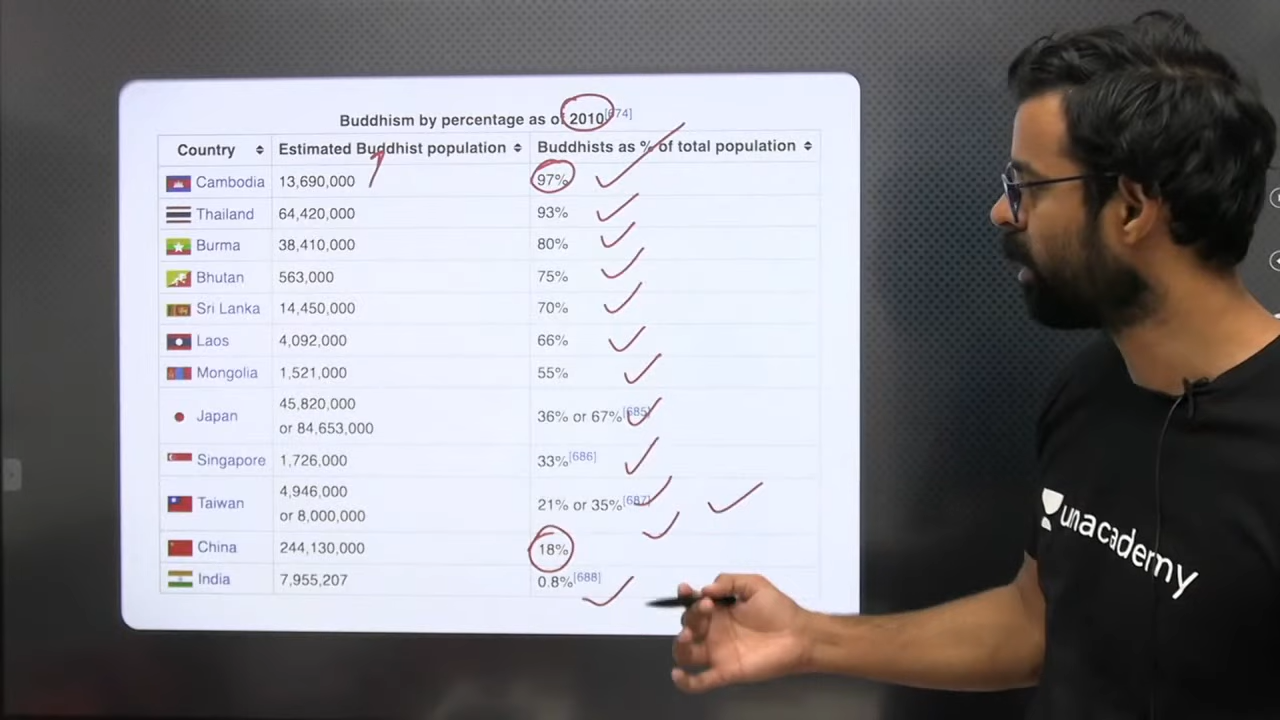 Buddhism by percentage as of 2010[674]
Country Estimated Buddhist population Buddhists as % of total population
Cambodia 13,690,000 97%
Thailand 64,420,000 93%
Burma 38,410,000 80%
Bhutan 563,000 75%
Sri Lanka 14,450,000 70%
Laos 4,092,000 66%
Mongolia 1,521,000 55%
Japan 45,820,000
or 84,653,000 36% or 67%[685]
Singapore 1,726,000 33%[686]
Taiwan 4,946,000
or 8,000,000 21% or 35%[687]
China 244,130,000 18%
India 7,955,207 0.8%[688]
unacademy